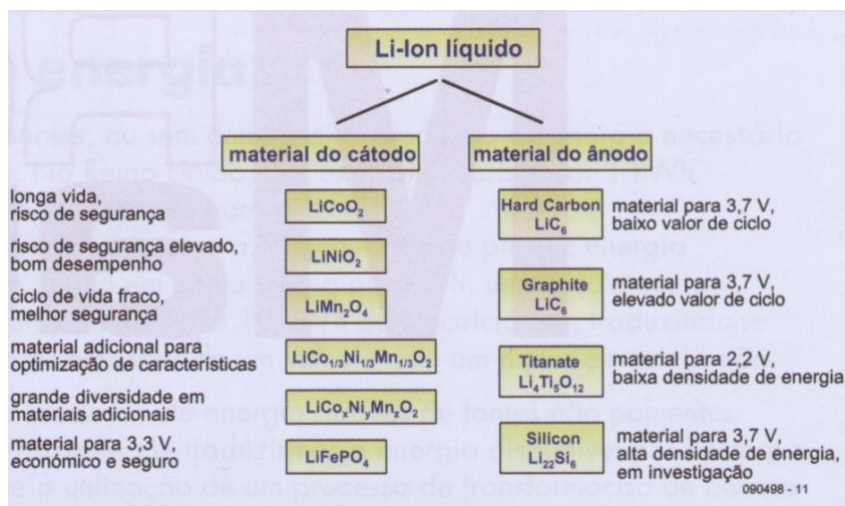 Li-Ion líquido
material do cátodo
material do ânodo
longa vida,
risco de segurança
LiCoO₂
risco de segurança elevado,
bom desempenho
LiNiO₂
ciclo de vida fraco,
melhor segurança
LiMn₂O₄
material adicional para
optimização de características
LiCo₁/₃Ni₁/₃Mn₁/₃O₂
grande diversidade em
materiais adicionais
LiCoₓNiyMnzO₂
material para 3,3 V,
econômico e seguro
LiFePO₄
Hard Carbon
LiC₆
material para 3,7 V,
baixo valor de ciclo
Graphite
LiC₆
material para 3,7 V,
elevado valor de ciclo
Titanate
Li₄Ti₅O₁₂
material para 2,2 V,
baixa densidade de energia
Silicon
Li₂₂Si₆
material para 3,7 V,
alta densidade de energia,
em investigação
090498 - 11